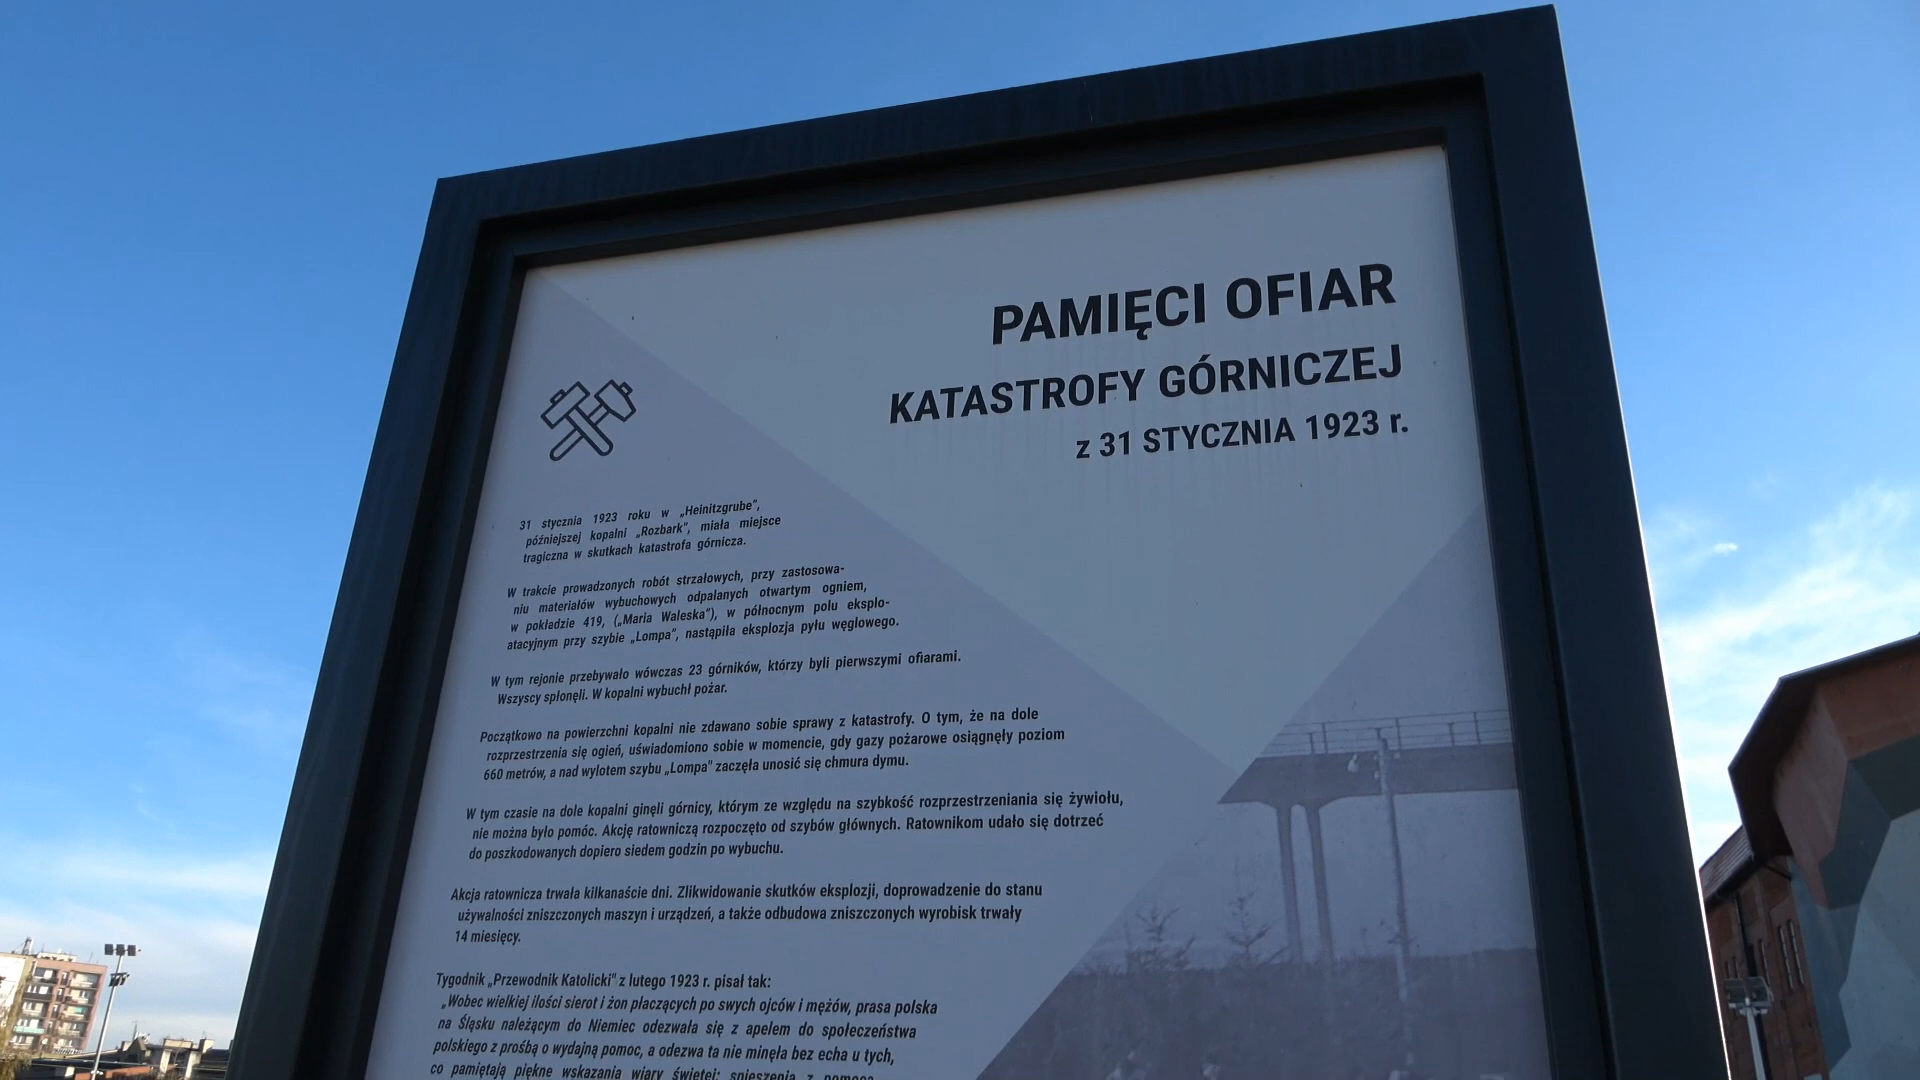 PAMIĘCI OFIAR
KATASTROFY GÓRNICZEJ
z 31 STYCZNIA 1923 r.
31 stycznia 1923 roku w „Heinitzgrube”,
późniejszej kopalni „Rozbark”, miała miejsce
tragiczna w skutkach katastrofa górnicza.
W trakcie prowadzonych robót strzałowych, przy zastosowa-
niu materiałów wybuchowych odpalanych otwartym ogniem,
w pokładzie 419, („Maria Waleska”), w północnym polu eksplo-
atacyjnym przy szybie „Lompa”, nastąpiła eksplozja pyłu węglowego.
W tym rejonie przebywało wówczas 23 górników, którzy byli pierwszymi ofiarami.
Wszyscy spłonęli. W kopalni wybuchł pożar.
Początkowo na powierzchni kopalni nie zdawano sobie sprawy z katastrofy. O tym, że na dole
rozprzestrzenia się ogień, uświadomiono sobie w momencie, gdy gazy pożarowe osiągnęły poziom
660 metrów, a nad wylotem szybu „Lompa” zaczęła unosić się chmura dymu.
W tym czasie na dole kopalni ginęli górnicy, którym ze względu na szybkość rozprzestrzeniania się żywiołu,
nie można było pomóc. Akcję ratowniczą rozpoczęto od szybów głównych. Ratownikom udało się dotrzeć
do poszkodowanych dopiero siedem godzin po wybuchu.
Akcja ratownicza trwała kilkanaście dni. Zlikwidowanie skutków eksplozji, doprowadzenie do stanu
używalności zniszczonych maszyn i urządzeń, a także odbudowa zniszczonych wyrobisk trwały
14 miesięcy.
Tygodnik „Przewodnik Katolicki” z lutego 1923 r. pisał tak:
„Wobec wielkiej ilości sierot i żon płaczących po swych ojców i mężów, prasa polska
na Śląsku należącym do Niemiec odezwała się z apelem do społeczeństwa
polskiego z prośbą o wydajną pomoc, a odezwa ta nie minęła bez echa u tych,
co pamiętają piękne wskazania wiary świętej: spieszenia z pomocą